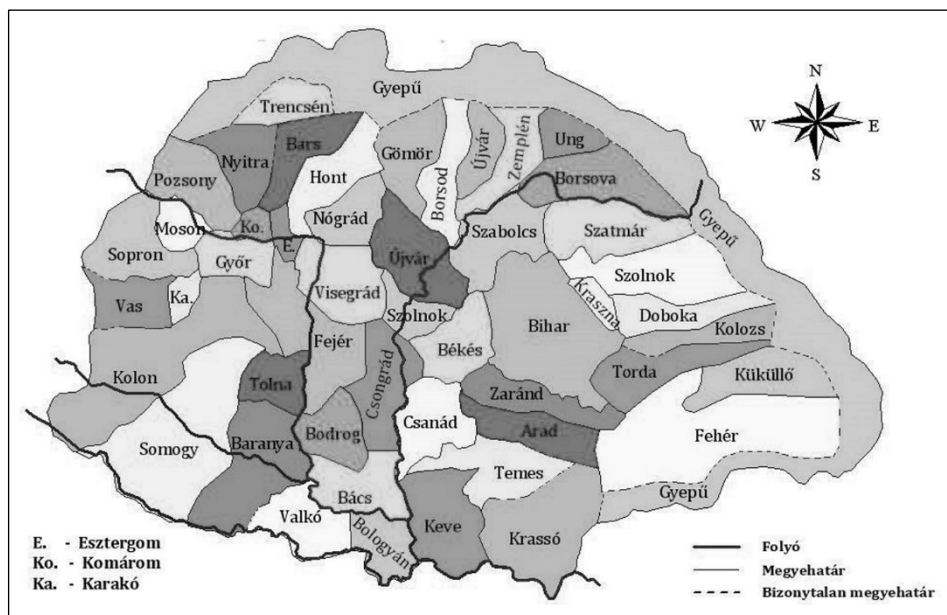 Gyepű
N
W
E
S
Trencsén
Bars
Nyitra
Pozsony
Hont
Gömör
Borsod
Újvár
Zemplén
Ung
Borsova
Gyepű
Moson
Ko.
Nógrád
Szabolcs
Szatmár
Sopron
Győr
E.
Újvár
Szolnok
Vas
Ka.
Visegrád
Szolnok
Kraszna
Doboka
Kolozs
Fejér
Csongrád
Békés
Bihar
Kolon
Tolna
Zaránd
Torda
Küküllő
Somogy
Baranya
Bodrog
Csanád
Arad
Fehér
Temes
Gyepű
Valkó
Bács
Bologyán
Keve
Krassó
E. - Esztergom
Ko. - Komárom
Ka. - Karakó
Folyó
Megyehatár
Bizonytalan megyehatár